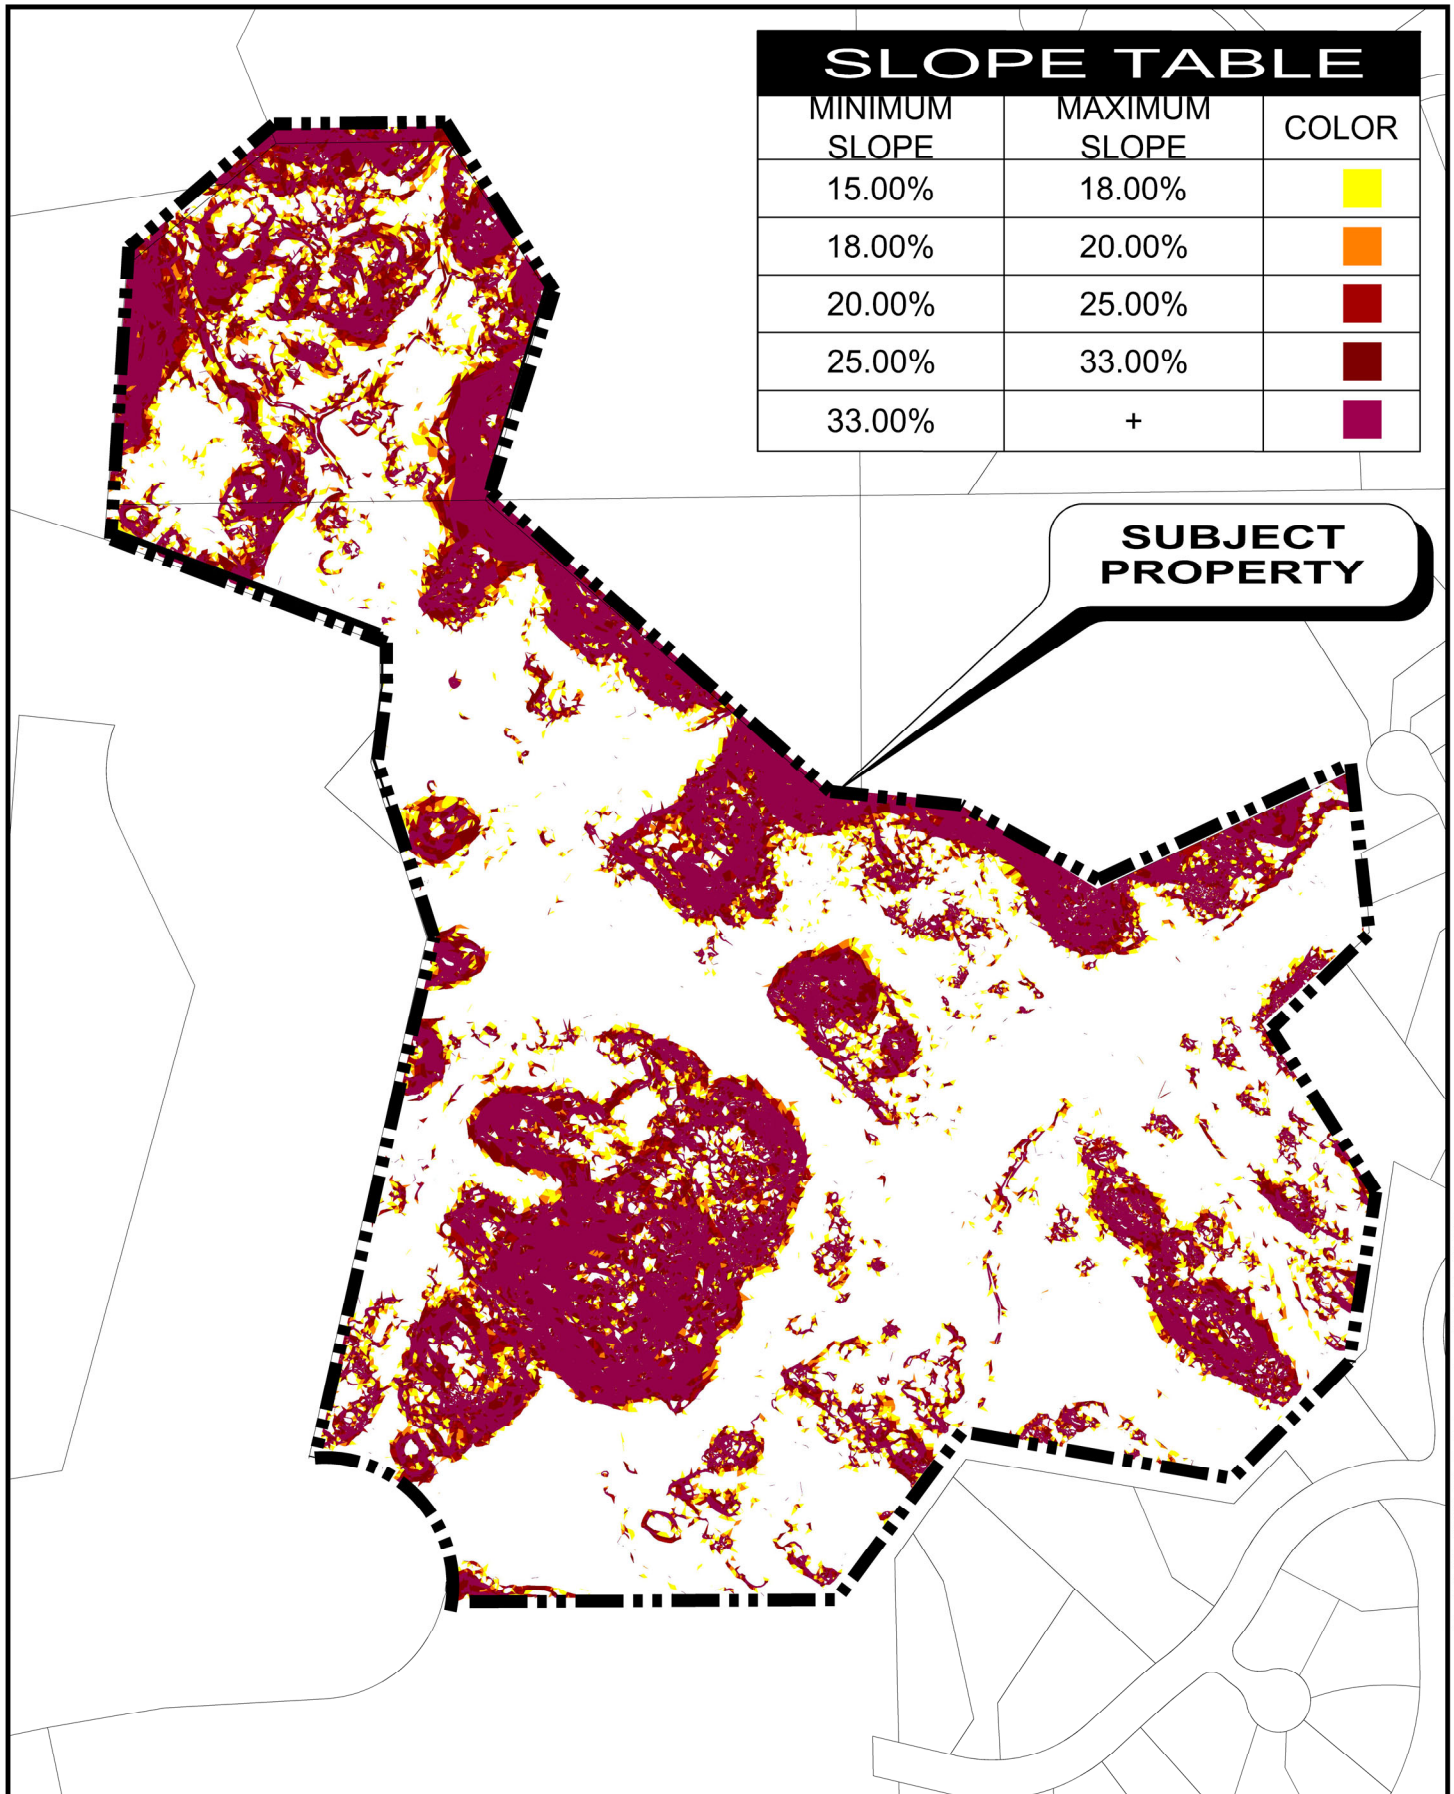 SLOPE TABLE
MINIMUM SLOPE MAXIMUM SLOPE COLOR
15.00% 18.00%
18.00% 20.00%
20.00% 25.00%
25.00% 33.00%
33.00% +
SUBJECT
PROPERTY